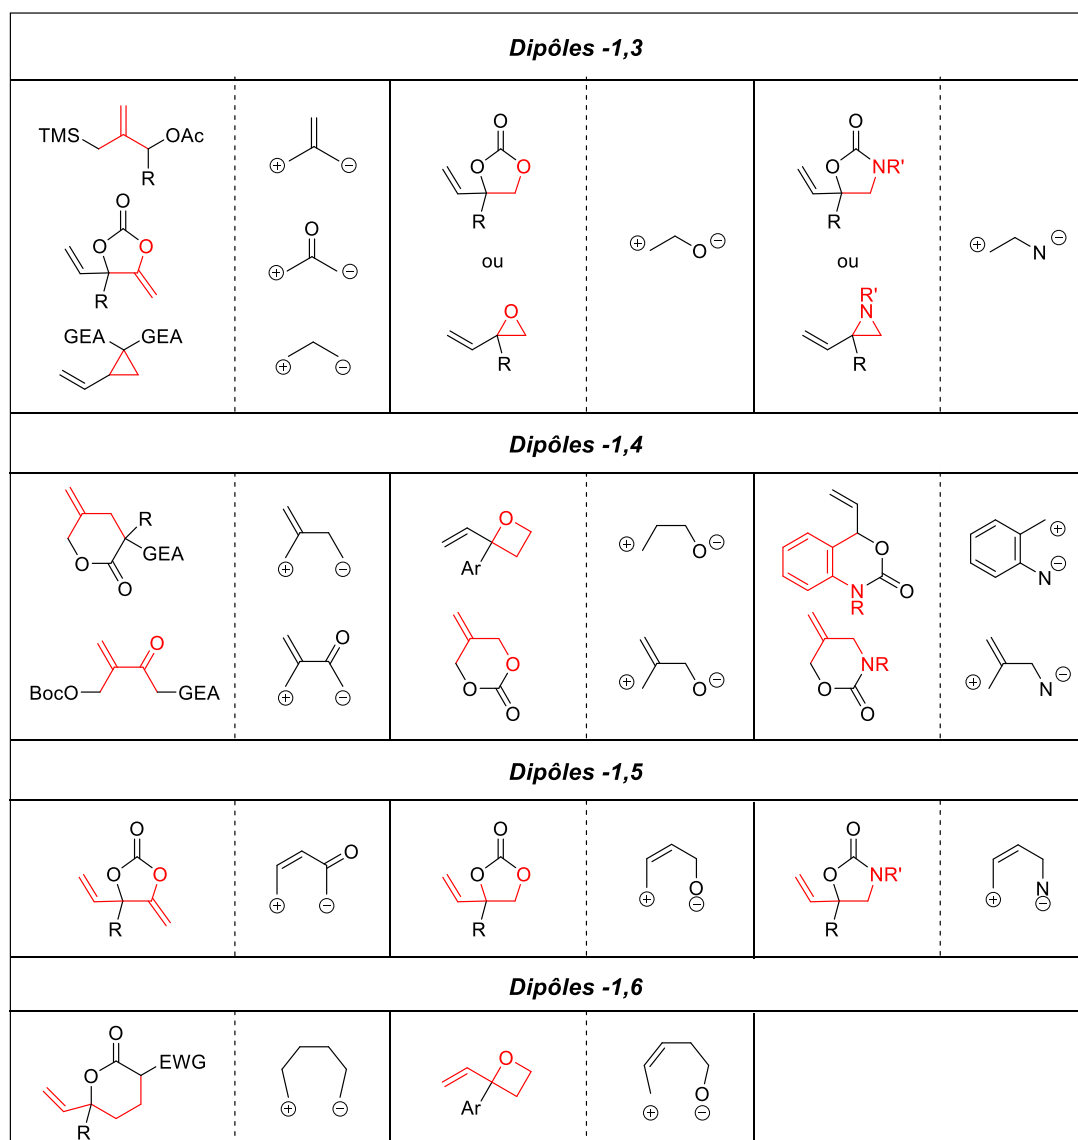 Dipôles -1,3
TMS OAc R
O O O R
GEA GEA
⊕ ⊖
O ⊕ ⊖
⊕ ⊖
O O O R
ou
O R
⊕ O ⊖
O O NR' R
ou
R' N R
⊕ N ⊖
Dipôles -1,4
R GEA O O
O BocO GEA
⊕ ⊖
O ⊕ ⊖
O Ar
O O O
⊕ O ⊖
⊕ O ⊖
O N O R
NR O O
⊕ N ⊖
⊕ N ⊖
Dipôles -1,5
O O O R
O ⊕ ⊖
O O O R
⊕ O ⊖
O O NR' R
⊕ N ⊖
Dipôles -1,6
O O EWG R
⊕ ⊖
O Ar
⊕ O ⊖